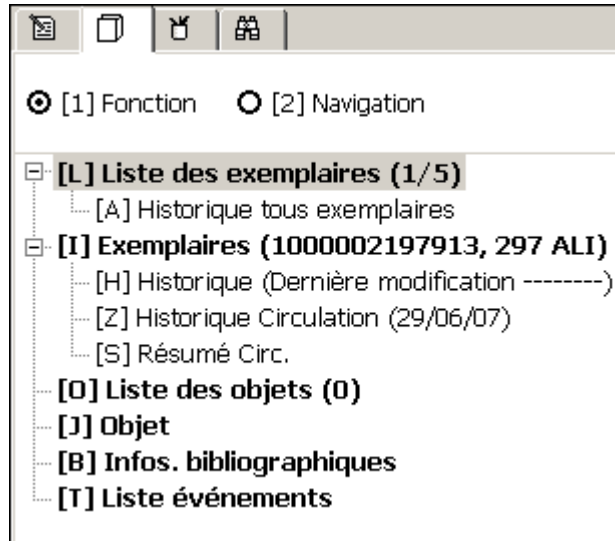 [1] Fonction [2] Navigation
[L] Liste des exemplaires (1/5)
[A] Historique tous exemplaires
[I] Exemplaires (1000002197913, 297 ALI)
[H] Historique (Dernière modification --------)
[Z] Historique Circulation (29/06/07)
[S] Résumé Circ.
[O] Liste des objets (0)
[J] Objet
[B] Infos. bibliographiques
[T] Liste événements